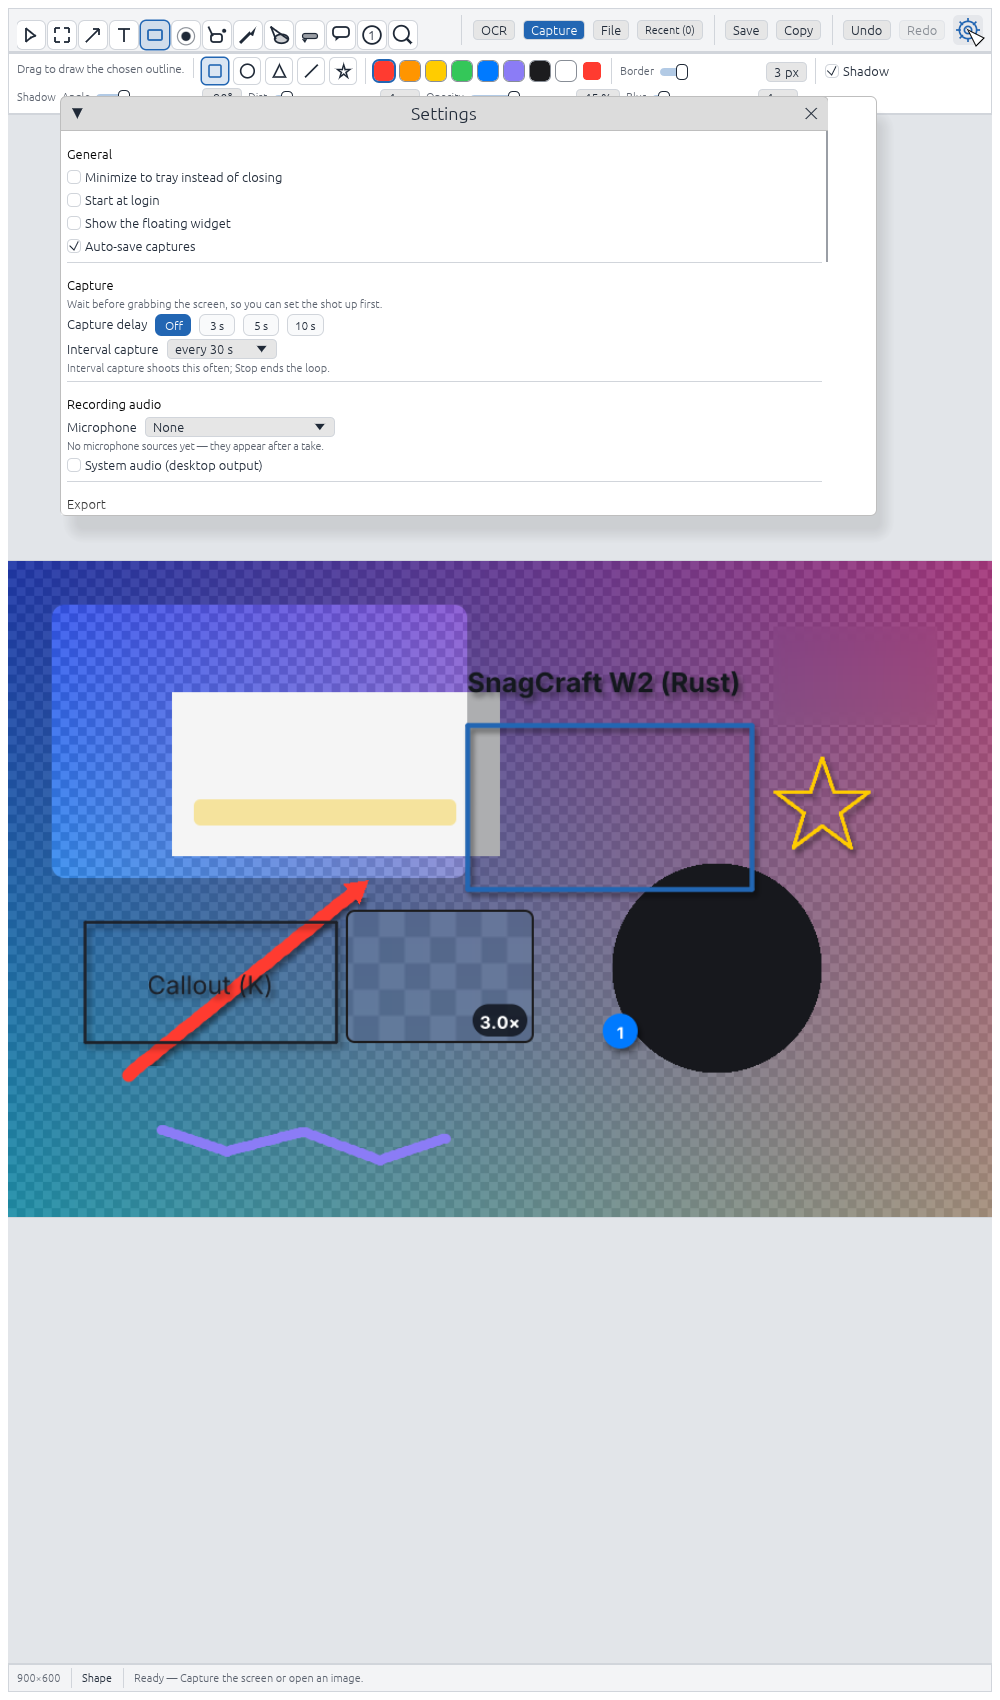 OCR Capture File Recent (0) Save Copy Undo Redo
Drag to draw the chosen outline. Border 3 px Shadow
Shadow Angle Dist Opacity Blur
Settings
General
Minimize to tray instead of closing
Start at login
Show the floating widget
Auto-save captures
Capture
Wait before grabbing the screen, so you can set the shot up first.
Capture delay Off 3 s 5 s 10 s
Interval capture every 30 s
Interval capture shoots this often; Stop ends the loop.
Recording audio
Microphone None
No microphone sources yet — they appear after a take.
System audio (desktop output)
Export
SnagCraft W2 (Rust)
Callout (K)
3.0×
1
900×600 Shape Ready — Capture the screen or open an image.